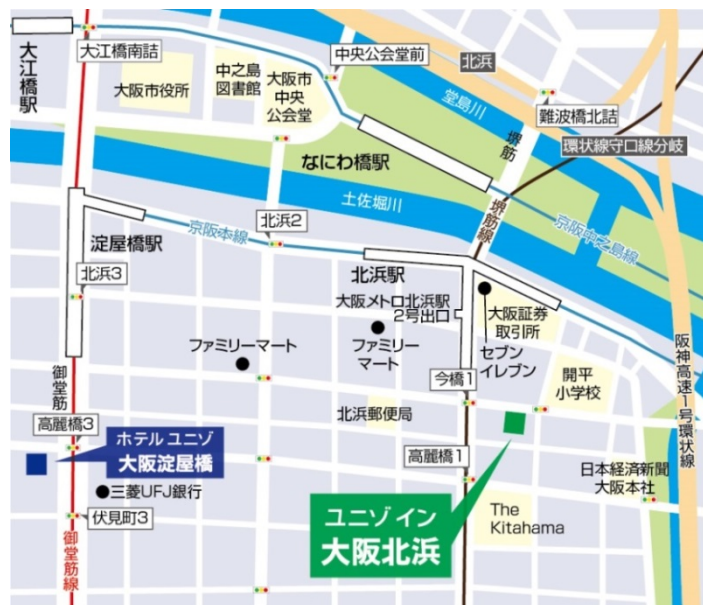 大江橋駅
大江橋南詰
大阪市役所
中之島
図書館
大阪市
中央
公会堂
中央公会堂前
北浜
堂島川
難波橋北詰
堺筋
環状線守口線分岐
なにわ橋駅
土佐堀川
堺筋線
京阪中之島線
淀屋橋駅
京阪本線
北浜2
北浜駅
北浜3
大阪メトロ北浜駅
2号出口
大阪証券
取引所
ファミリーマート
ファミリー
マート
セブン
イレブン
阪神高速1号環状線
御堂筋
今橋1
開平
小学校
北浜郵便局
高麗橋3
ホテル ユニゾ
大阪淀屋橋
高麗橋1
日本経済新聞
大阪本社
三菱UFJ銀行
伏見町3
The
Kitahama
ユニゾ イン
大阪北浜
御堂筋線